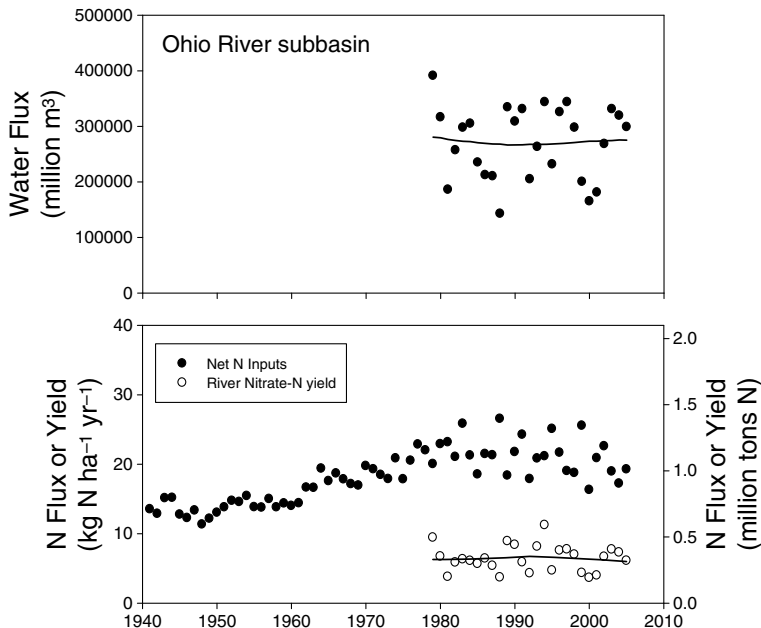 Ohio River subbasin
Water Flux
(million m³)
500000
400000
300000
200000
100000
0
N Flux or Yield
(kg N ha⁻¹ yr⁻¹)
40
30
20
10
0
Net N Inputs
River Nitrate-N yield
2.0
1.5
1.0
0.5
0.0
N Flux or Yield
(million tons N)
1940 1950 1960 1970 1980 1990 2000 2010